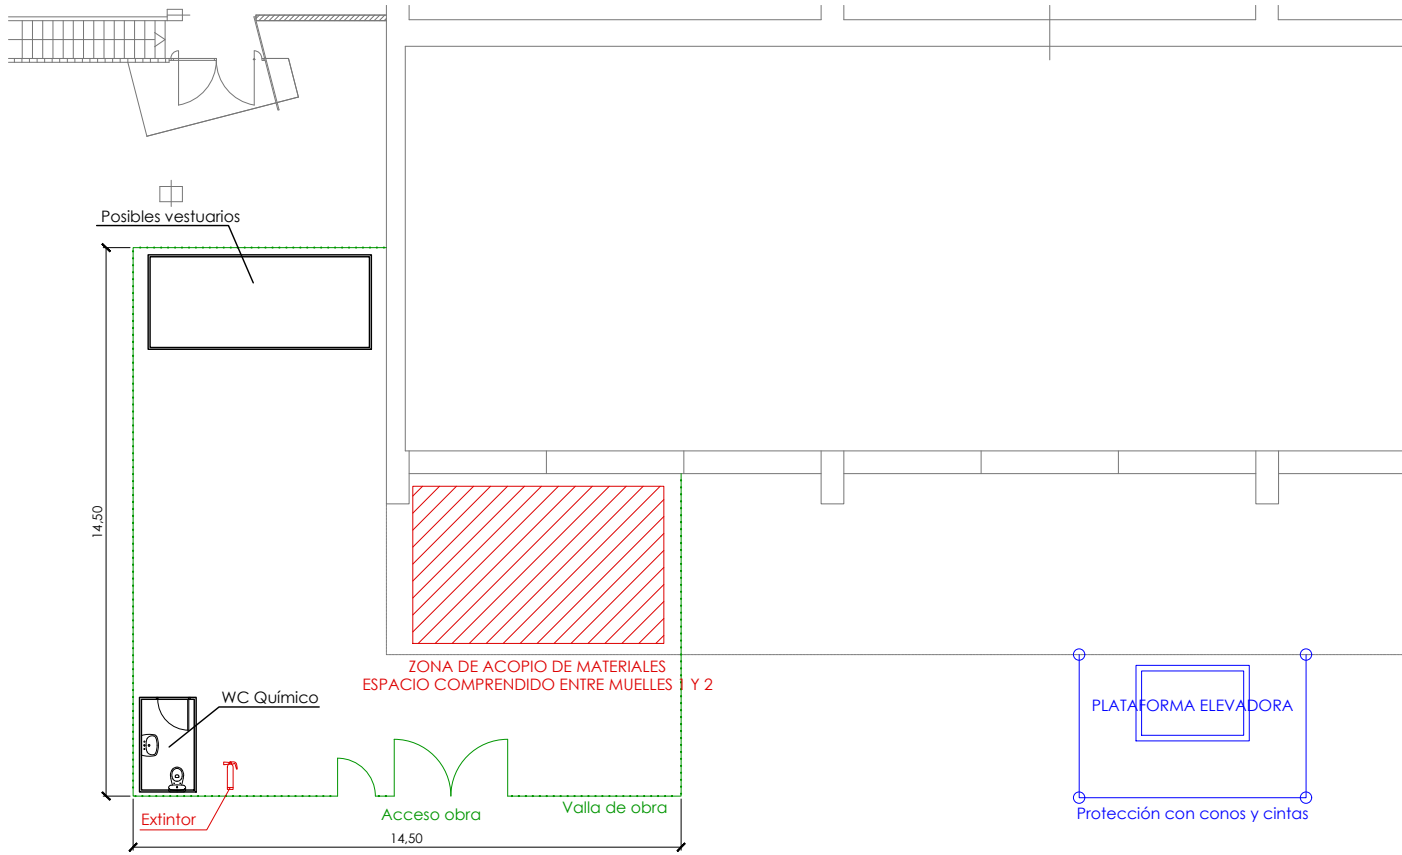 Posibles vestuarios
14,50
ZONA DE ACOPIO DE MATERIALES
ESPACIO COMPRENDIDO ENTRE MUELLES 1 Y 2
WC Químico
PLATAFORMA ELEVADORA
Extintor
Acceso obra
Valla de obra
Protección con conos y cintas
14,50